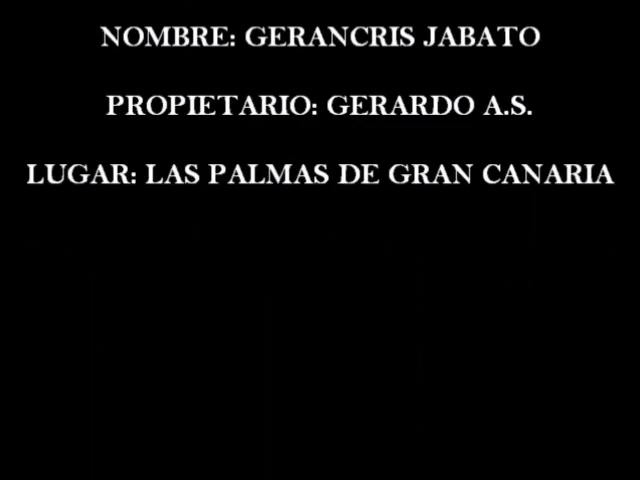 NOMBRE: GERANCRIS JABATO
PROPIETARIO: GERARDO A.S.
LUGAR: LAS PALMAS DE GRAN CANARIA